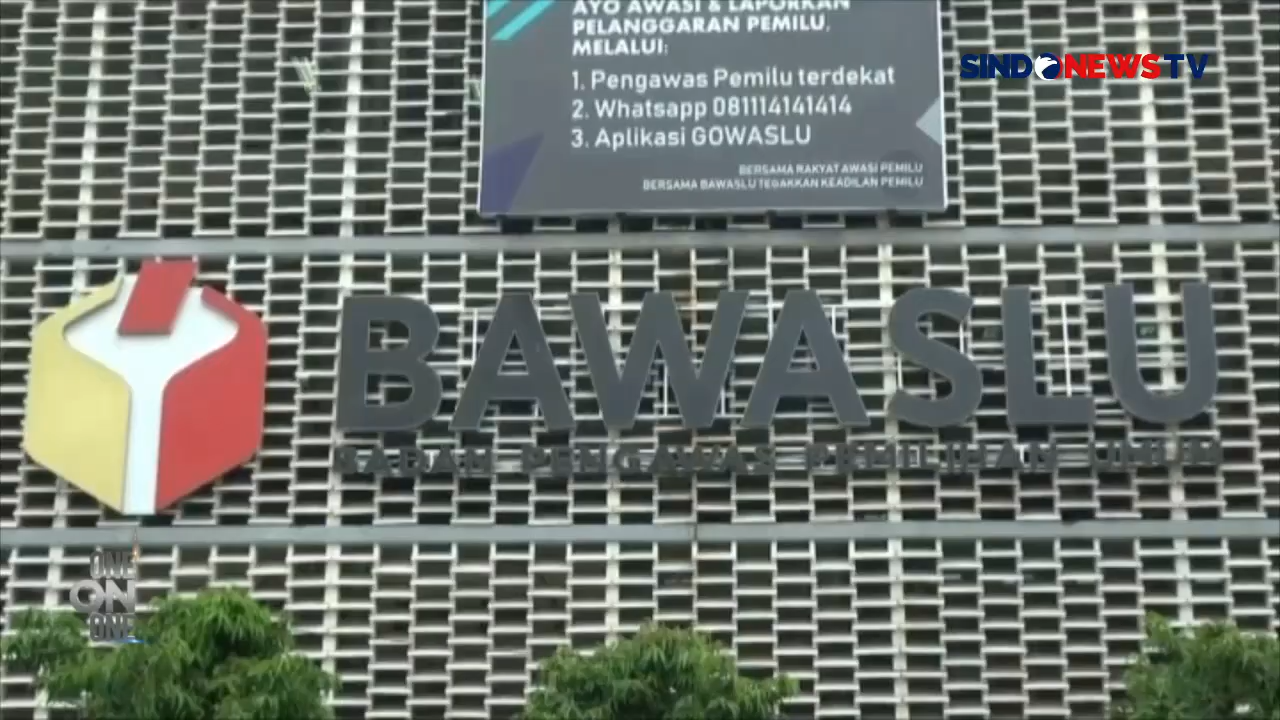 AYO AWASI & LAPORKAN
PELANGGARAN PEMILU.
MELALUI:
1. Pengawas Pemilu terdekat
2. Whatsapp 081114141414
3. Aplikasi GOWASLU
BERSAMA RAKYAT AWASI PEMILU
BERSAMA BAWASLU TEGAKKAN KEADILAN PEMILU
SINDONEWS TV
BAWASLU
BADAN PENGAWAS PEMILIHAN UMUM
ONE
ON
ONE